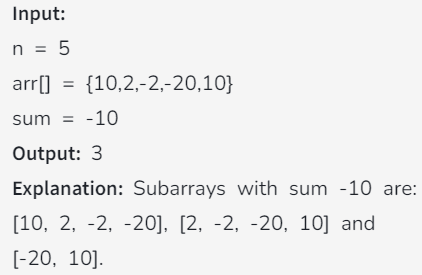 Input:
n = 5
arr[] = {10,2,-2,-20,10}
sum = -10
Output: 3
Explanation: Subarrays with sum -10 are:
[10, 2, -2, -20], [2, -2, -20, 10] and
[-20, 10].